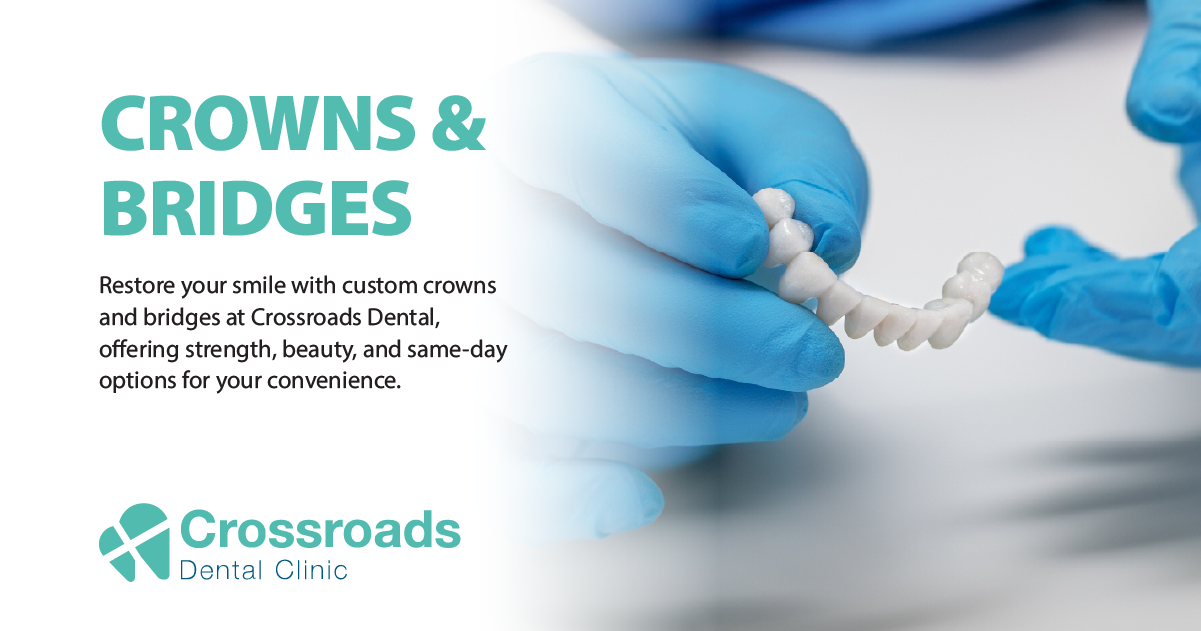 CROWNS &
BRIDGES
Restore your smile with custom crowns
and bridges at Crossroads Dental,
offering strength, beauty, and same-day
options for your convenience.
Crossroads
Dental Clinic